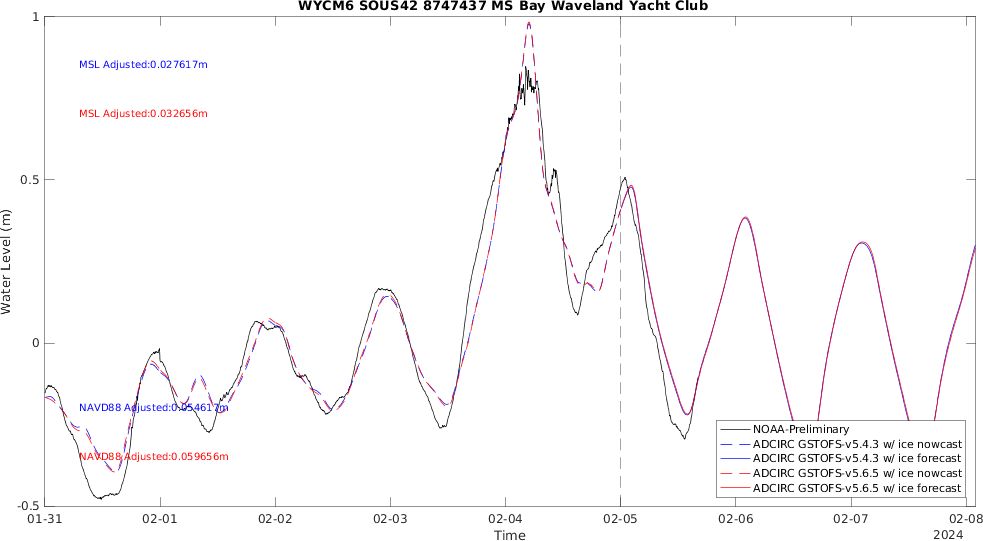 WYCM6 SOUS42 8747437 MS Bay Waveland Yacht Club
1
MSL Adjusted:0.027617m
MSL Adjusted:0.032656m
0.5
Water Level (m)
0
NAVD88 Adjusted:0.054617m
NAVD88 Adjusted:0.059656m
NOAA-Preliminary
ADCIRC GSTOFS-v5.4.3 w/ ice nowcast
ADCIRC GSTOFS-v5.4.3 w/ ice forecast
ADCIRC GSTOFS-v5.6.5 w/ ice nowcast
ADCIRC GSTOFS-v5.6.5 w/ ice forecast
-0.5
01-31 02-01 02-02 02-03 02-04 02-05 02-06 02-07 02-08
Time
2024